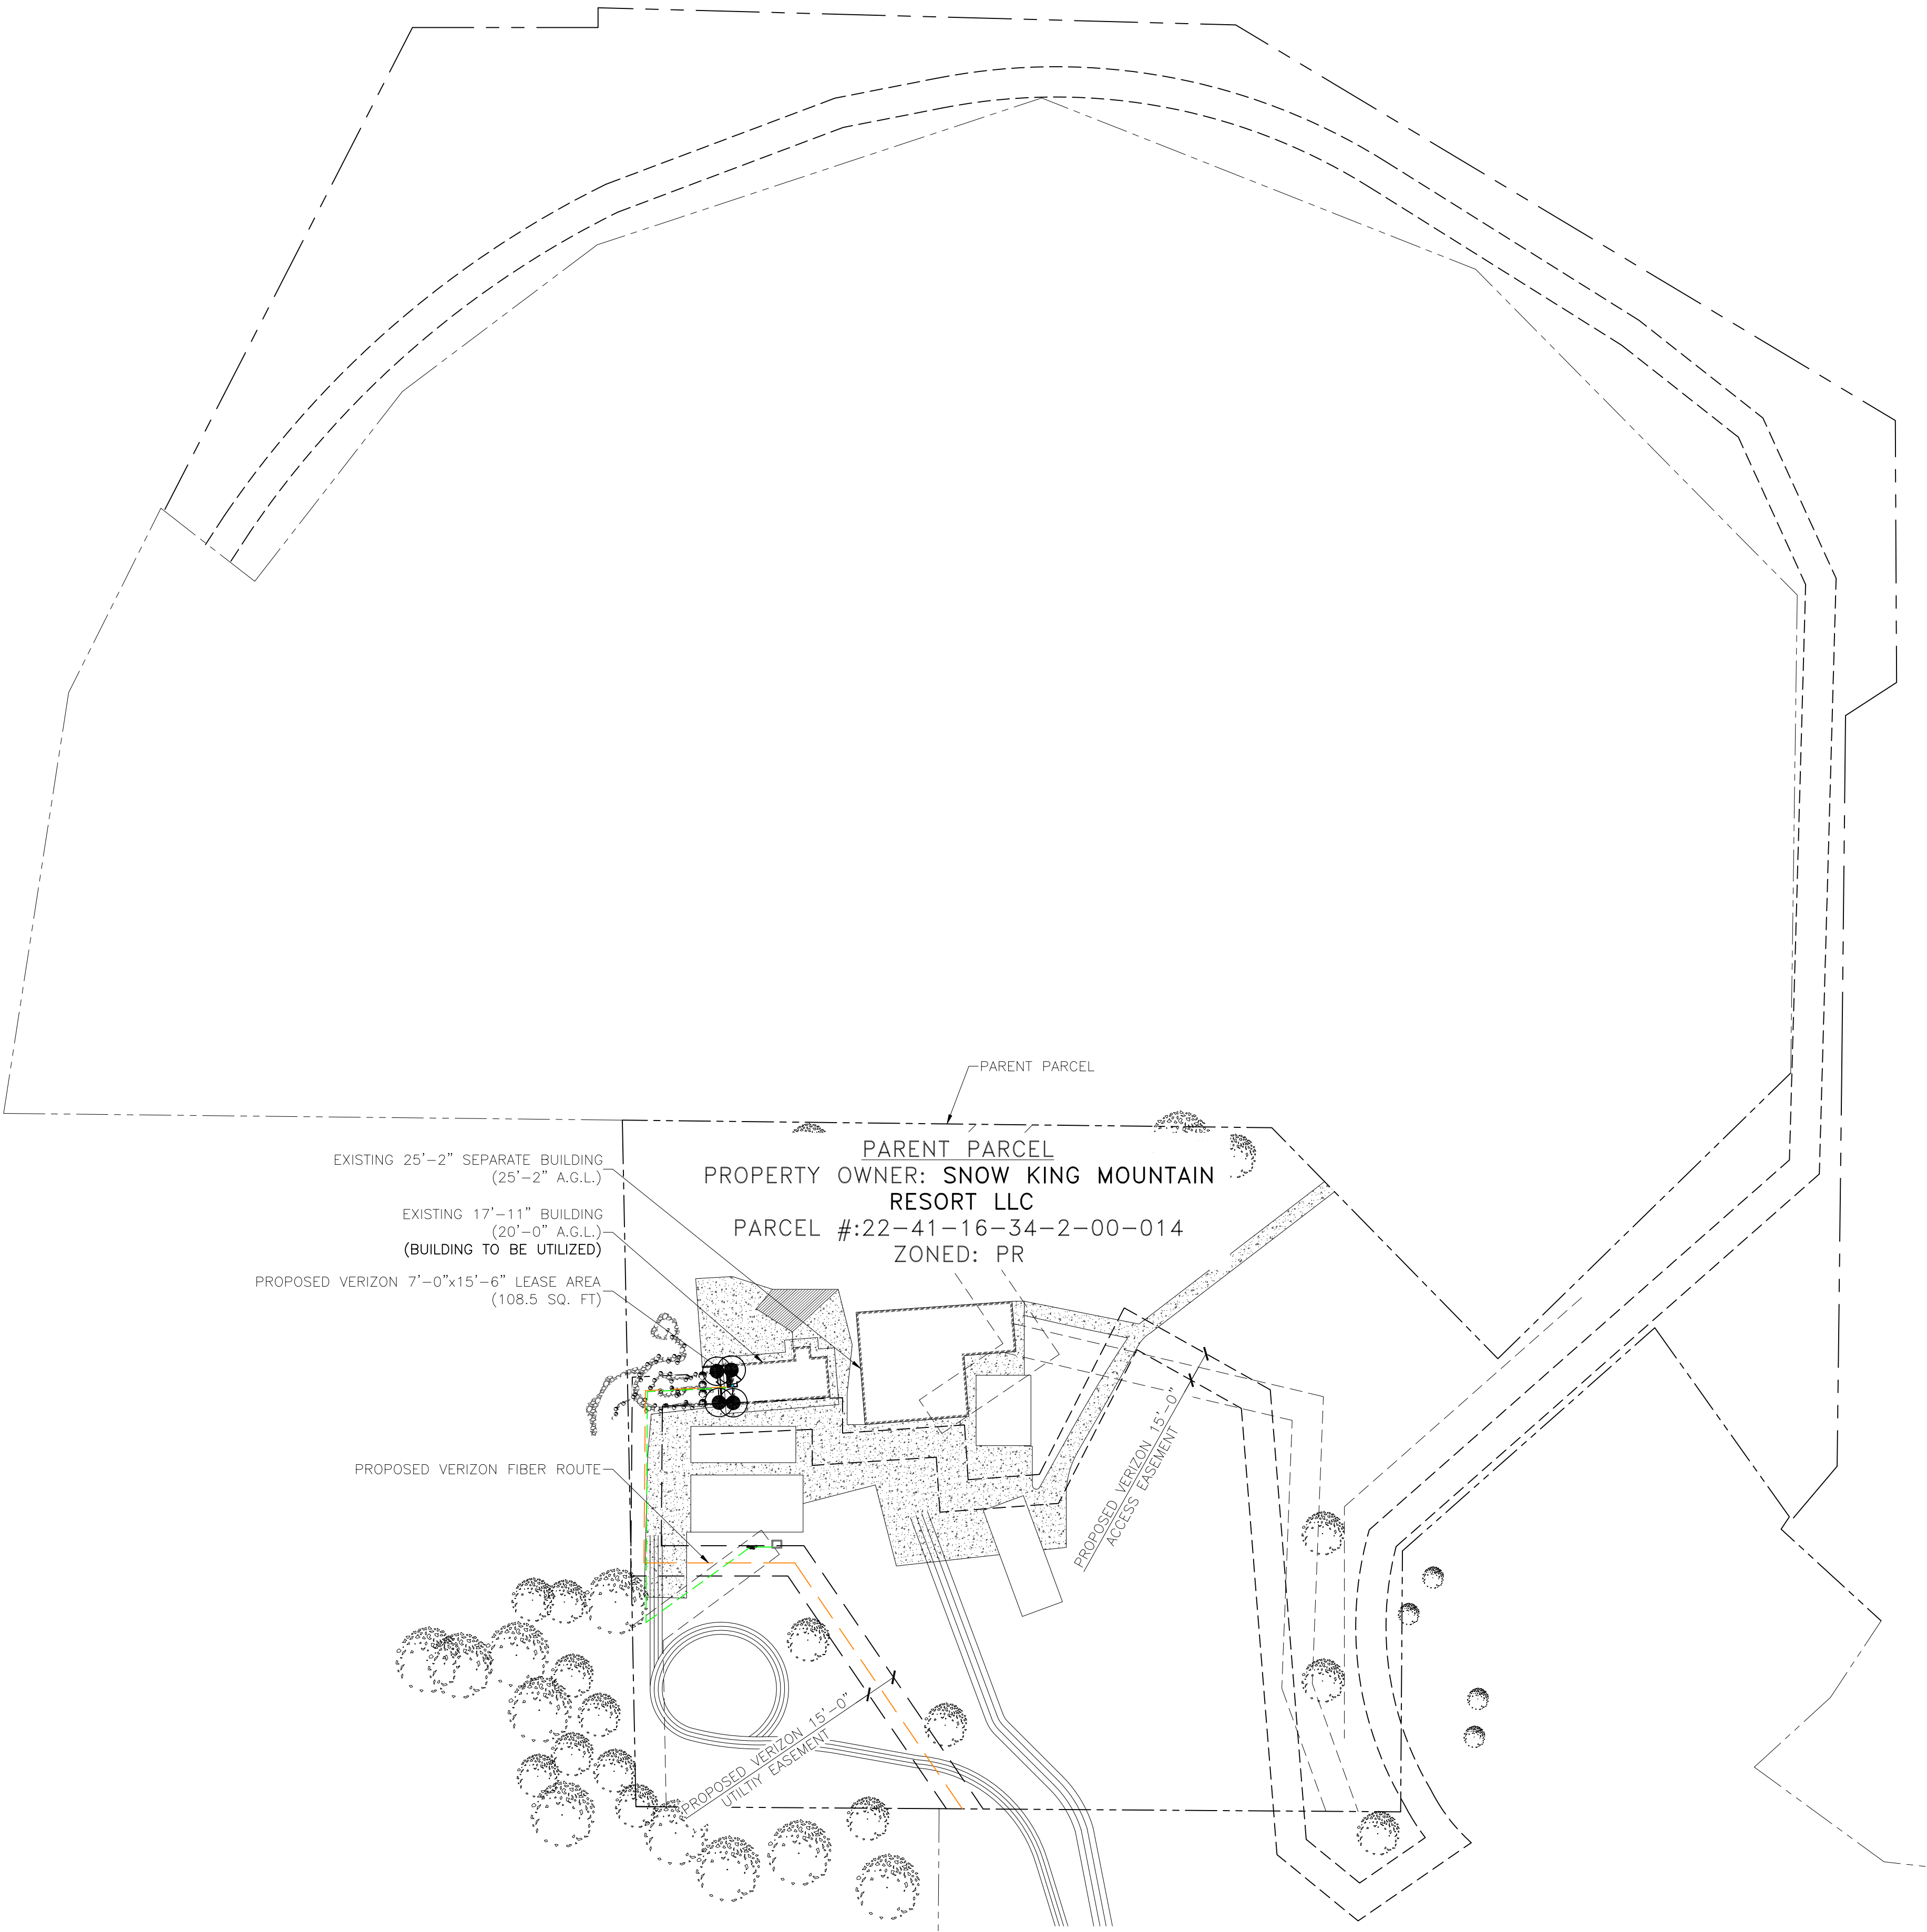 PARENT PARCEL
PARENT PARCEL
PROPERTY OWNER: SNOW KING MOUNTAIN
RESORT LLC
PARCEL #:22-41-16-34-2-00-014
ZONED: PR
EXISTING 25'-2" SEPARATE BUILDING
(25'-2" A.G.L.)
EXISTING 17'-11" BUILDING
(20'-0" A.G.L.)
(BUILDING TO BE UTILIZED)
PROPOSED VERIZON 7'-0"x15'-6" LEASE AREA
(108.5 SQ. FT)
PROPOSED VERIZON FIBER ROUTE
PROPOSED VERIZON 15'-0"
ACCESS EASEMENT
PROPOSED VERIZON 15'-0"
UTILTIY EASEMENT